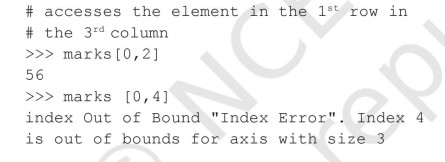 # accesses the element in the 1st row in
# the 3rd column
>>> marks[0,2]
56
>>> marks [0,4]
index Out of Bound "Index Error". Index 4
is out of bounds for axis with size 3